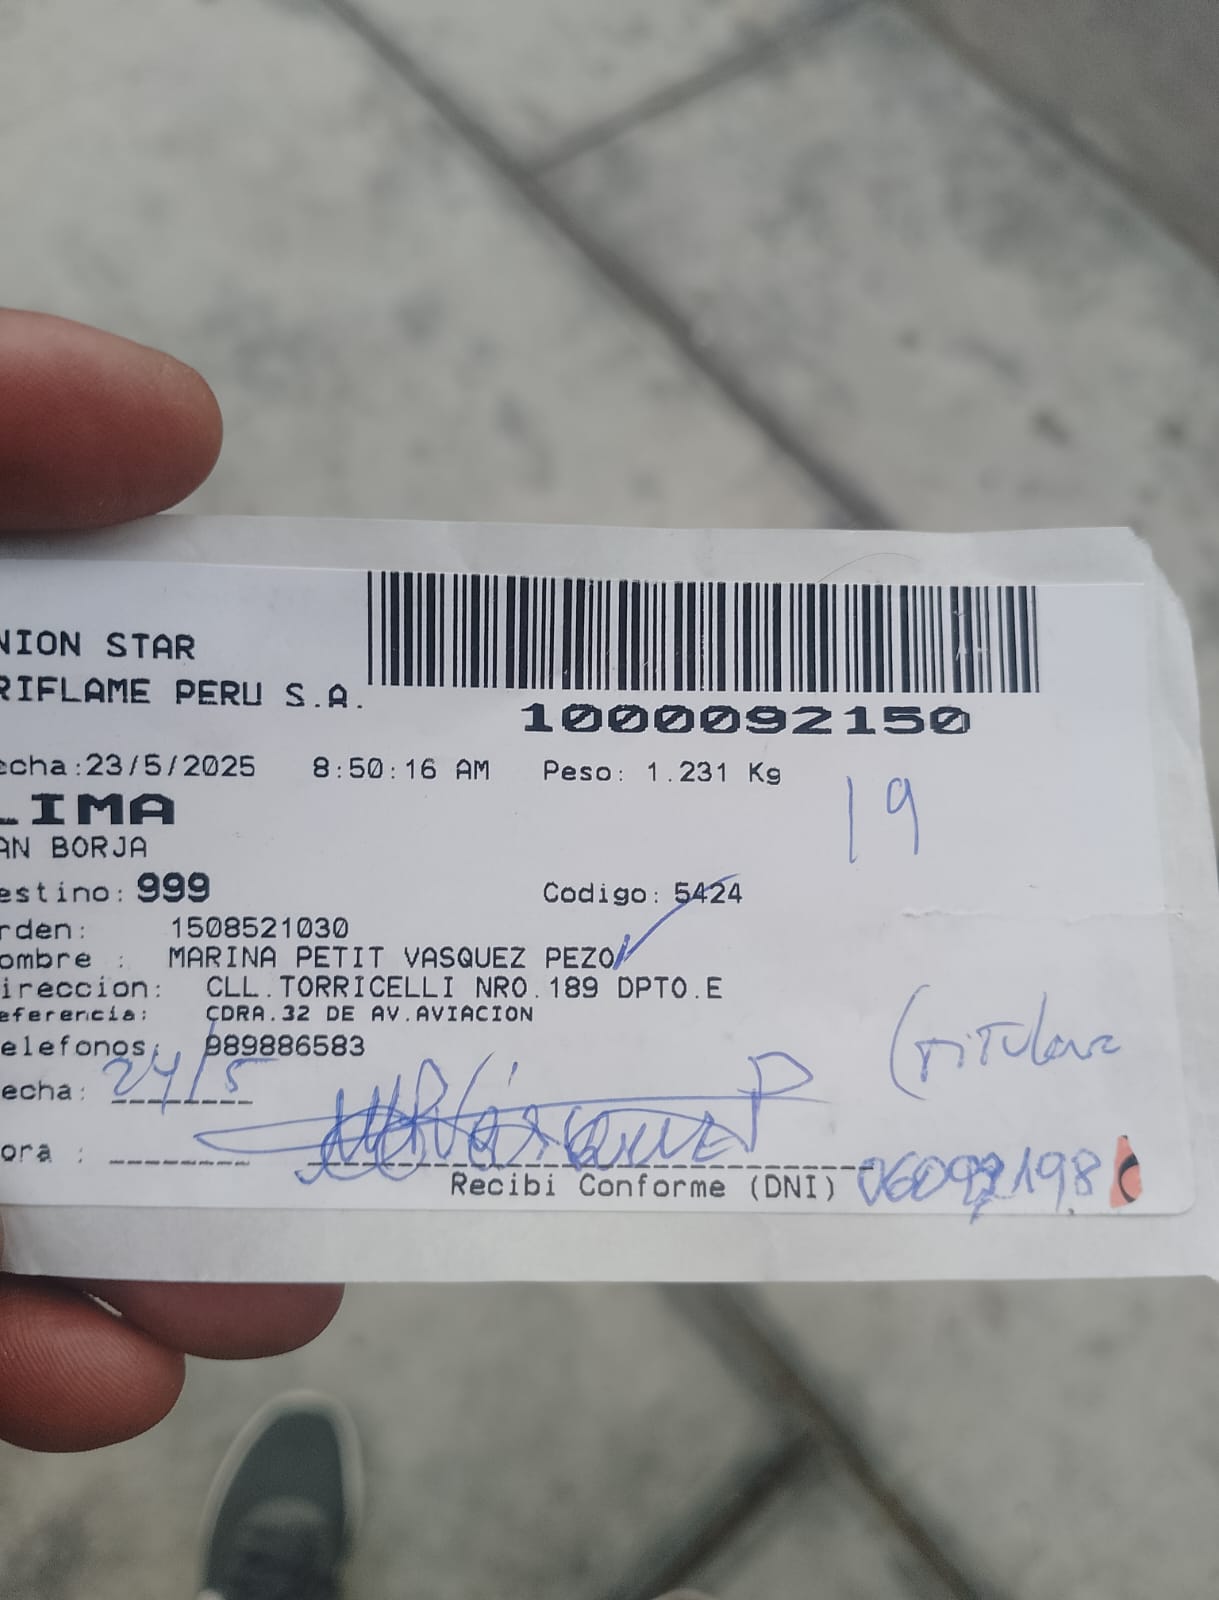 NION STAR
RIFLAME PERU S.A.
1000092150
echa:23/5/2025 8:50:16 AM Peso: 1.231 Kg
LIMA
19
AN BORJA
estino: 999 Codigo: 5424
rden: 1508521030
ombre : MARINA PETIT VASQUEZ PEZO
ireccion: CLL.TORRICELLI NRO.189 DPTO.E
eferencia: CDRA.32 DE AV.AVIACION
(Titular
elefonos: 989886583
echa: 24/5
ora :
Recibi Conforme (DNI)